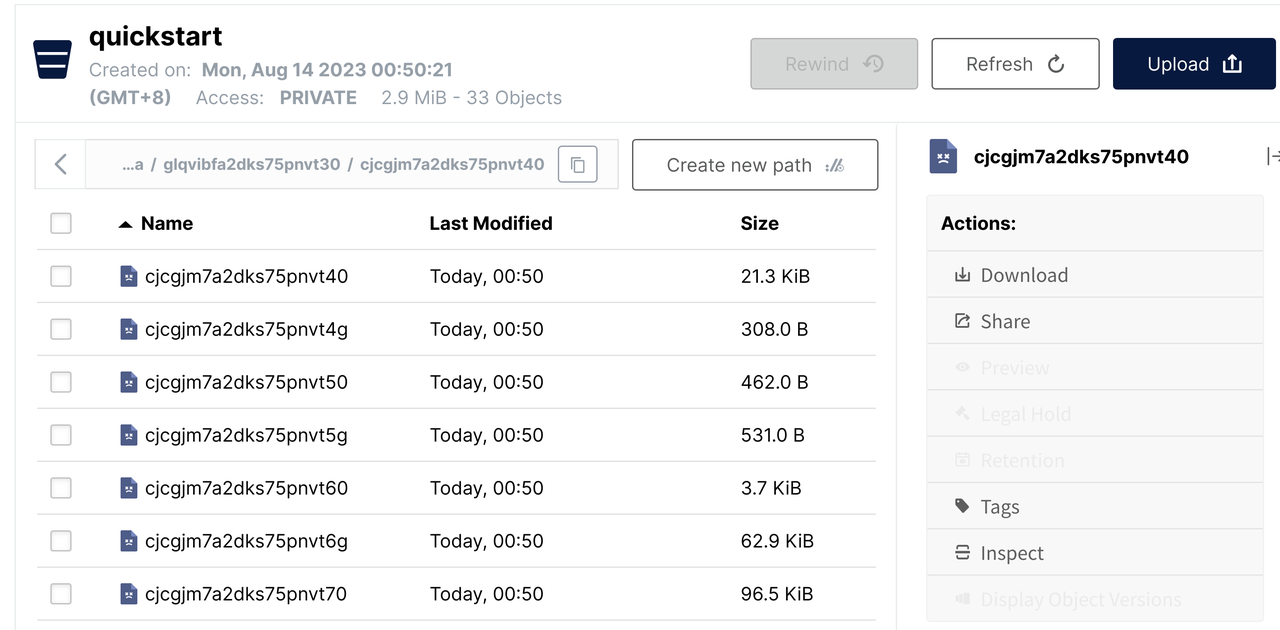 quickstart
Created on: Mon, Aug 14 2023 00:50:21
(GMT+8) Access: PRIVATE 2.9 MiB - 33 Objects
Rewind
Refresh
Upload
...a / glqvibfa2dks75pnvt30 / cjcgjm7a2dks75pnvt40
Create new path
Name Last Modified Size
cjcgjm7a2dks75pnvt40 Today, 00:50 21.3 KiB
cjcgjm7a2dks75pnvt4g Today, 00:50 308.0 B
cjcgjm7a2dks75pnvt50 Today, 00:50 462.0 B
cjcgjm7a2dks75pnvt5g Today, 00:50 531.0 B
cjcgjm7a2dks75pnvt60 Today, 00:50 3.7 KiB
cjcgjm7a2dks75pnvt6g Today, 00:50 62.9 KiB
cjcgjm7a2dks75pnvt70 Today, 00:50 96.5 KiB
cjcgjm7a2dks75pnvt40
Actions:
Download
Share
Preview
Legal Hold
Retention
Tags
Inspect
Display Object Versions